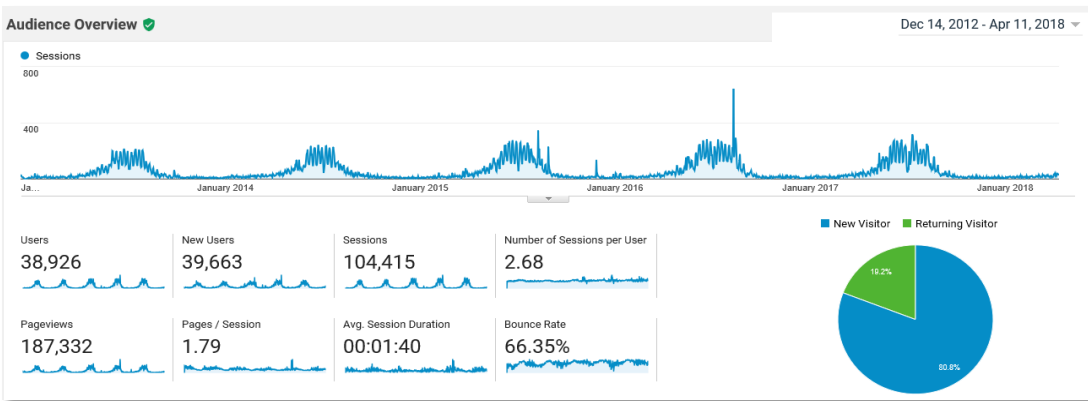 Audience Overview
Dec 14, 2012 - Apr 11, 2018
Sessions
800
400
Ja...
January 2014
January 2015
January 2016
January 2017
January 2018
New Visitor
Returning Visitor
Users
38,926
New Users
39,663
Sessions
104,415
Number of Sessions per User
2.68
Pageviews
187,332
Pages / Session
1.79
Avg. Session Duration
00:01:40
Bounce Rate
66.35%
19.2%
80.8%